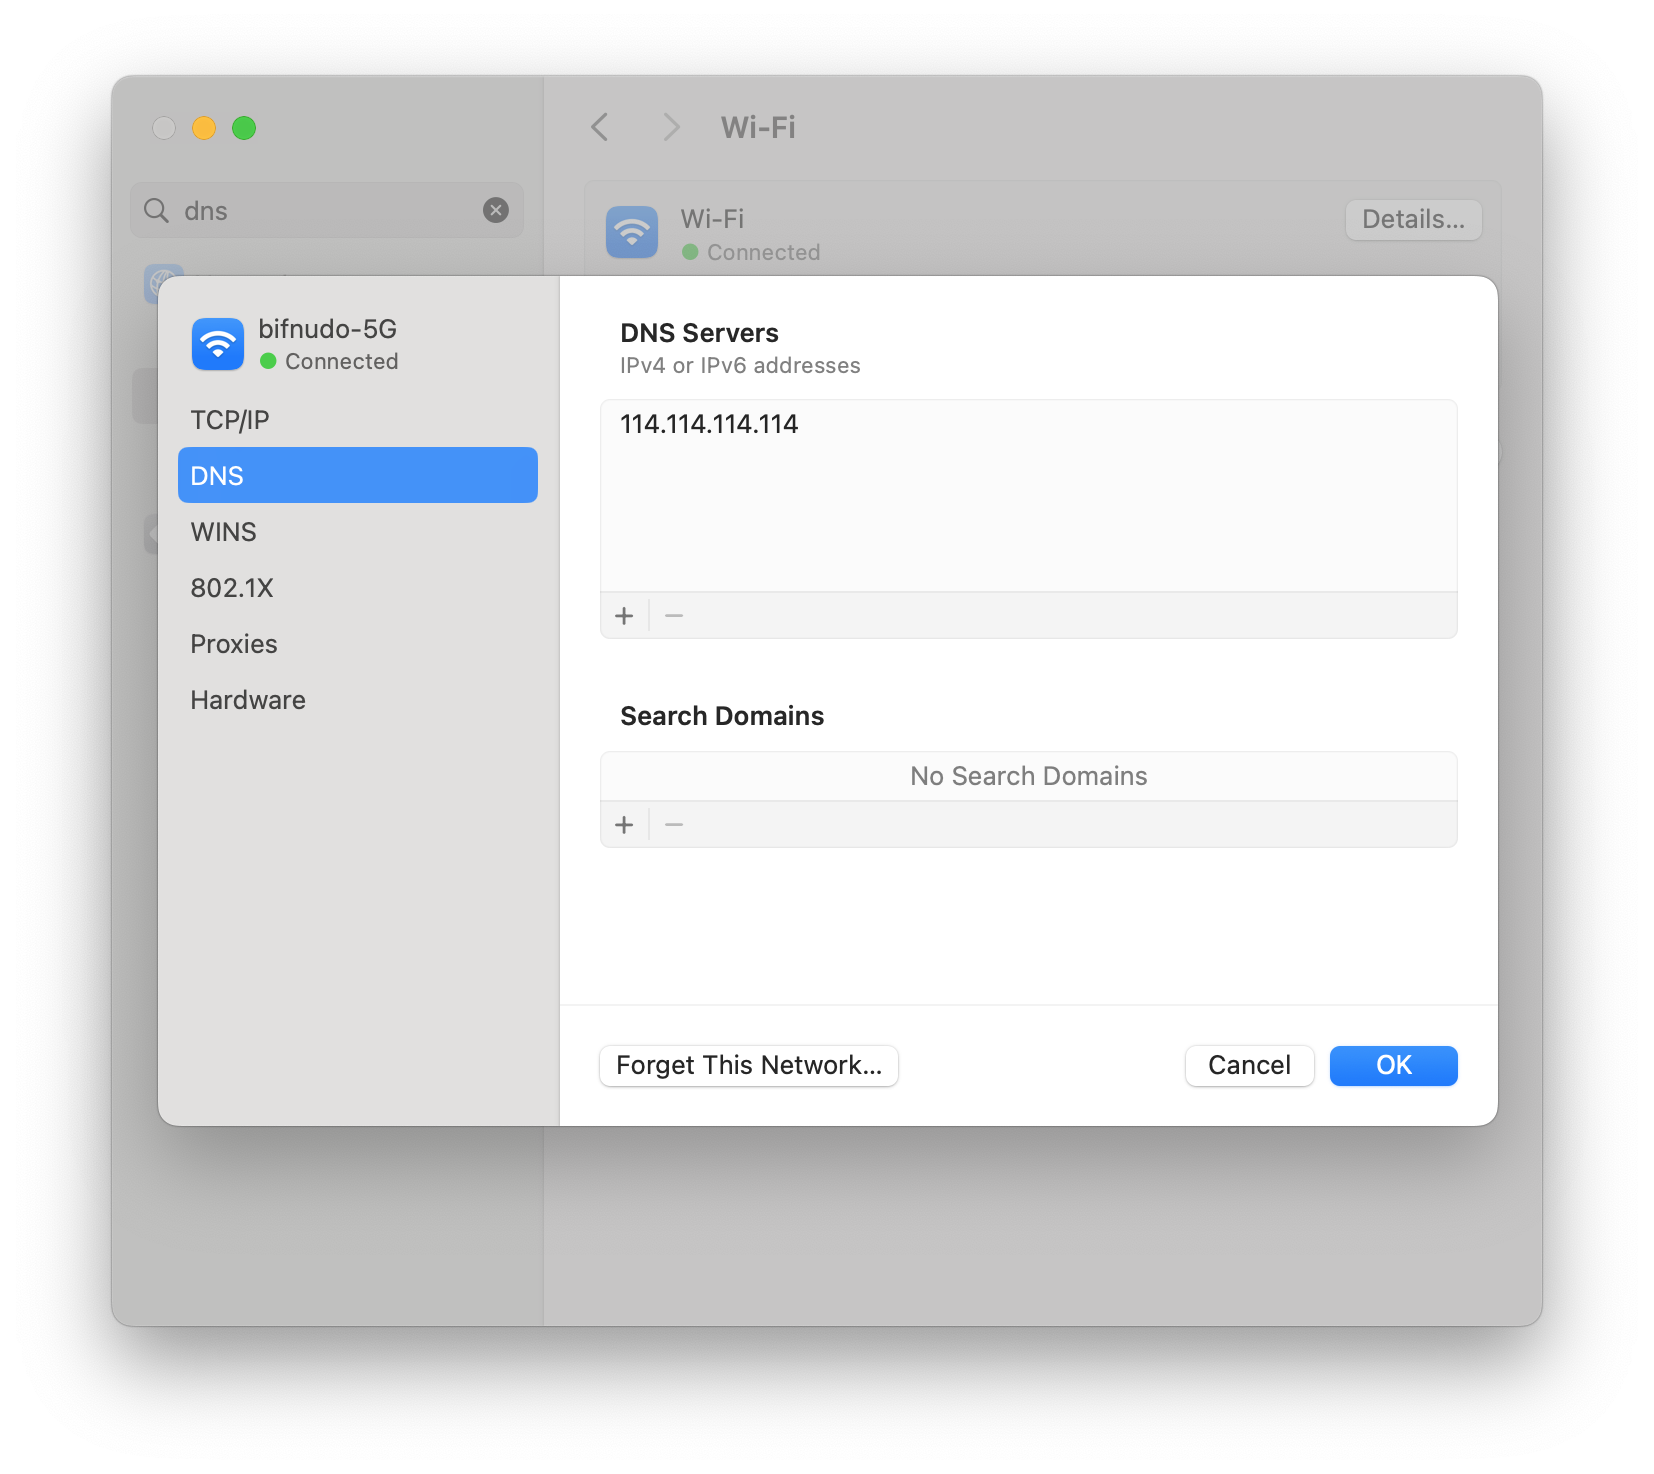 Wi-Fi
dns
Wi-Fi
Connected
Details...
bifnudo-5G
Connected
TCP/IP
DNS
WINS
802.1X
Proxies
Hardware
DNS Servers
IPv4 or IPv6 addresses
114.114.114.114
Search Domains
No Search Domains
Forget This Network...
Cancel
OK